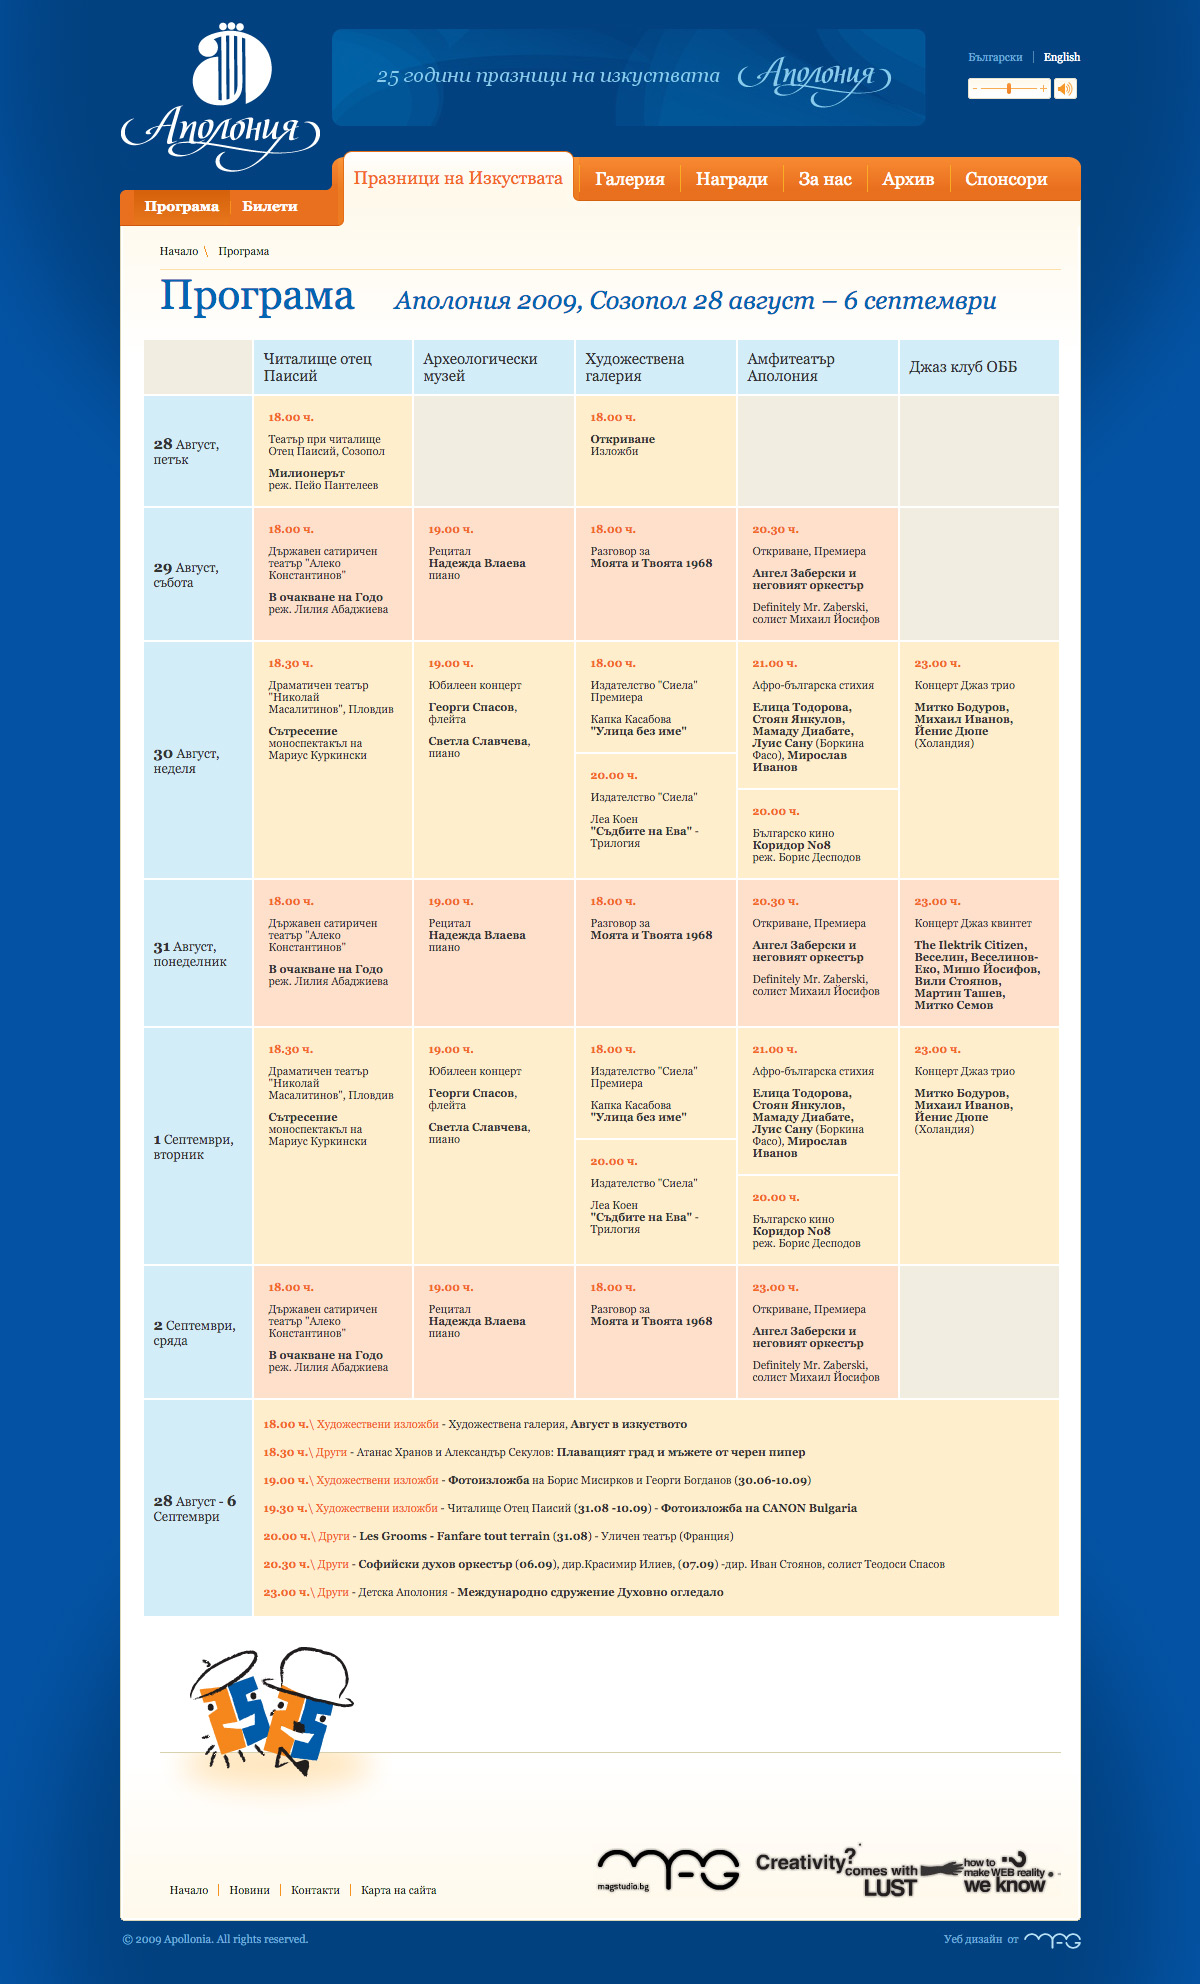 Аполония
25 години празници на изкуствата Аполония
Български English
Празници на Изкуствата Галерия Награди За нас Архив Спонсори
Програма Билети
Начало \ Програма
Програма Аполония 2009, Созопол 28 август – 6 септември
Читалище отец
Паисий
Археологически
музей
Художествена
галерия
Амфитеатър
Аполония
Джаз клуб ОББ
28 Август,
петък
18.00 ч.
Театър при читалище
Отец Паисий, Созопол
Милионерът
реж. Пейо Пантелеев
18.00 ч.
Откриване
Изложби
29 Август,
събота
18.00 ч.
Държавен сатиричен
театър "Алеко
Константинов"
В очакване на Годо
реж. Лилия Абаджиева
19.00 ч.
Рецитал
Надежда Влаева
пиано
18.00 ч.
Разговор за
Моята и Твоята 1968
20.30 ч.
Откриване, Премиера
Ангел Заберски и
неговият оркестър
Definitely Mr. Zaberski,
солист Михаил Йосифов
30 Август,
неделя
18.30 ч.
Драматичен театър
"Николай
Масалитинов", Пловдив
Сътресение
моноспектакъл на
Мариус Куркински
19.00 ч.
Юбилеен концерт
Георги Спасов,
флейта
Светла Славчева,
пиано
18.00 ч.
Издателство "Сиела"
Премиера
Капка Касабова
"Улица без име"
20.00 ч.
Издателство "Сиела"
Леа Коен
"Съдбите на Ева" -
Трилогия
21.00 ч.
Афро-българска стихия
Елица Тодорова,
Стоян Янкулов,
Мамаду Диабате,
Луис Сану (Боркина
Фасо), Мирослав
Иванов
20.00 ч.
Българско кино
Коридор No8
реж. Борис Десподов
23.00 ч.
Концерт Джаз трио
Митко Бодуров,
Михаил Иванов,
Йенис Дюпе
(Холандия)
31 Август,
понеделник
18.00 ч.
Държавен сатиричен
театър "Алеко
Константинов"
В очакване на Годо
реж. Лилия Абаджиева
19.00 ч.
Рецитал
Надежда Влаева
пиано
18.00 ч.
Разговор за
Моята и Твоята 1968
20.30 ч.
Откриване, Премиера
Ангел Заберски и
неговият оркестър
Definitely Mr. Zaberski,
солист Михаил Йосифов
23.00 ч.
Концерт Джаз квинтет
The Ilektrik Citizen,
Веселин, Веселинов-
Еко, Мишо Йосифов,
Вили Стоянов,
Мартин Ташев,
Митко Семов
1 Септември,
вторник
18.30 ч.
Драматичен театър
"Николай
Масалитинов", Пловдив
Сътресение
моноспектакъл на
Мариус Куркински
19.00 ч.
Юбилеен концерт
Георги Спасов,
флейта
Светла Славчева,
пиано
18.00 ч.
Издателство "Сиела"
Премиера
Капка Касабова
"Улица без име"
20.00 ч.
Издателство "Сиела"
Леа Коен
"Съдбите на Ева" -
Трилогия
21.00 ч.
Афро-българска стихия
Елица Тодорова,
Стоян Янкулов,
Мамаду Диабате,
Луис Сану (Боркина
Фасо), Мирослав
Иванов
20.00 ч.
Българско кино
Коридор No8
реж. Борис Десподов
23.00 ч.
Концерт Джаз трио
Митко Бодуров,
Михаил Иванов,
Йенис Дюпе
(Холандия)
2 Септември,
сряда
18.00 ч.
Държавен сатиричен
театър "Алеко
Константинов"
В очакване на Годо
реж. Лилия Абаджиева
19.00 ч.
Рецитал
Надежда Влаева
пиано
18.00 ч.
Разговор за
Моята и Твоята 1968
23.00 ч.
Откриване, Премиера
Ангел Заберски и
неговият оркестър
Definitely Mr. Zaberski,
солист Михаил Йосифов
28 Август - 6
Септември
18.00 ч.\ Художествени изложби - Художествена галерия, Август в изкуството
18.30 ч.\ Други - Атанас Хранов и Александър Секулов: Плаващият град и мъжете от черен пипер
19.00 ч.\ Художествени изложби - Фотоизложба на Борис Мисирков и Георги Богданов (30.06-10.09)
19.30 ч.\ Художествени изложби - Читалище Отец Паисий (31.08 -10.09) - Фотоизложба на CANON Bulgaria
20.00 ч.\ Други - Les Grooms - Fanfare tout terrain (31.08) - Уличен театър (Франция)
20.30 ч.\ Други - Софийски духов оркестър (06.09), дир.Красимир Илиев, (07.09) -дир. Иван Стоянов, солист Теодоси Спасов
23.00 ч.\ Други - Детска Аполония - Международно сдружение Духовно огледало
25 25
magstudio.bg
Creativity?
comes with
LUST
how to
make WEB reality
?
we know
Начало Новини Контакти Карта на сайта
© 2009 Apollonia. All rights reserved.
Уеб дизайн от